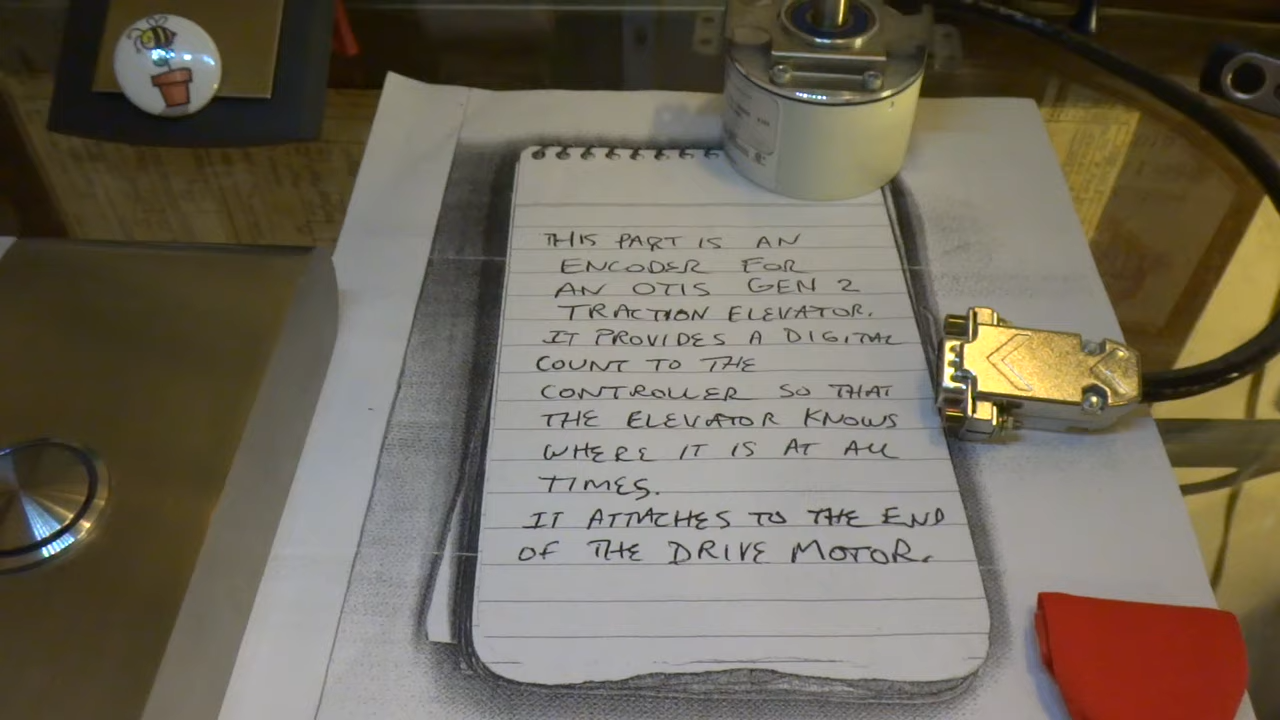 THIS PART IS AN
ENCODER FOR
AN OTIS GEN 2
TRACTION ELEVATOR.
IT PROVIDES A DIGITAL
COUNT TO THE
CONTROLLER SO THAT
THE ELEVATOR KNOWS
WHERE IT IS AT ALL
TIMES.
IT ATTACHES TO THE END
OF THE DRIVE MOTOR.